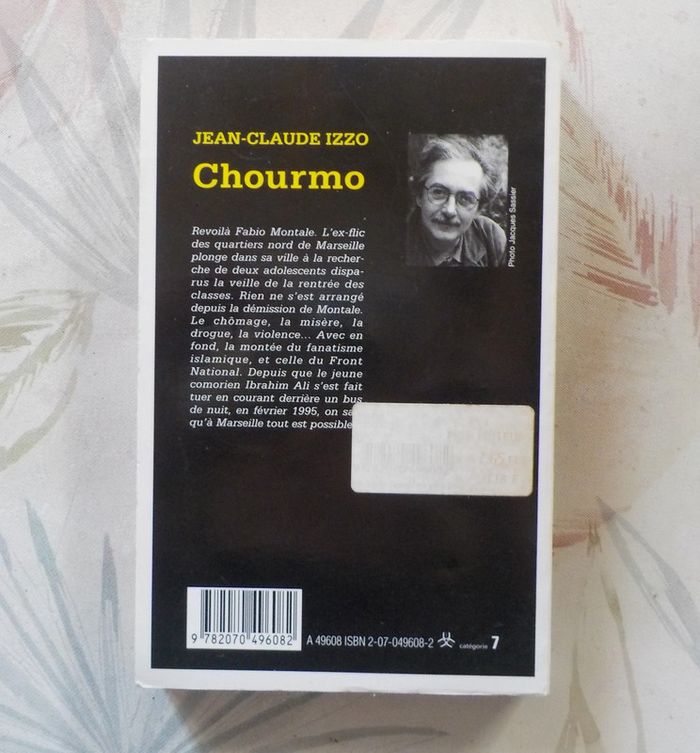 JEAN-CLAUDE IZZO
Chourmo
Photo Jacques Sassier
Revoilà Fabio Montale. L'ex-flic
des quartiers nord de Marseille
plonge dans sa ville à la recher-
che de deux adolescents dispa-
rus la veille de la rentrée des
classes. Rien ne s'est arrangé
depuis la démission de Montale.
Le chômage, la misère, la
drogue, la violence... Avec en
fond, la montée du fanatisme
islamique, et celle du Front
National. Depuis que le jeune
comorien Ibrahim Ali s'est fait
tuer en courant derrière un bus
de nuit, en février 1995, on
qu'à Marseille tout est possible
9 782070 496082
A 49608 ISBN 2-07-049608-2
catégorie 7